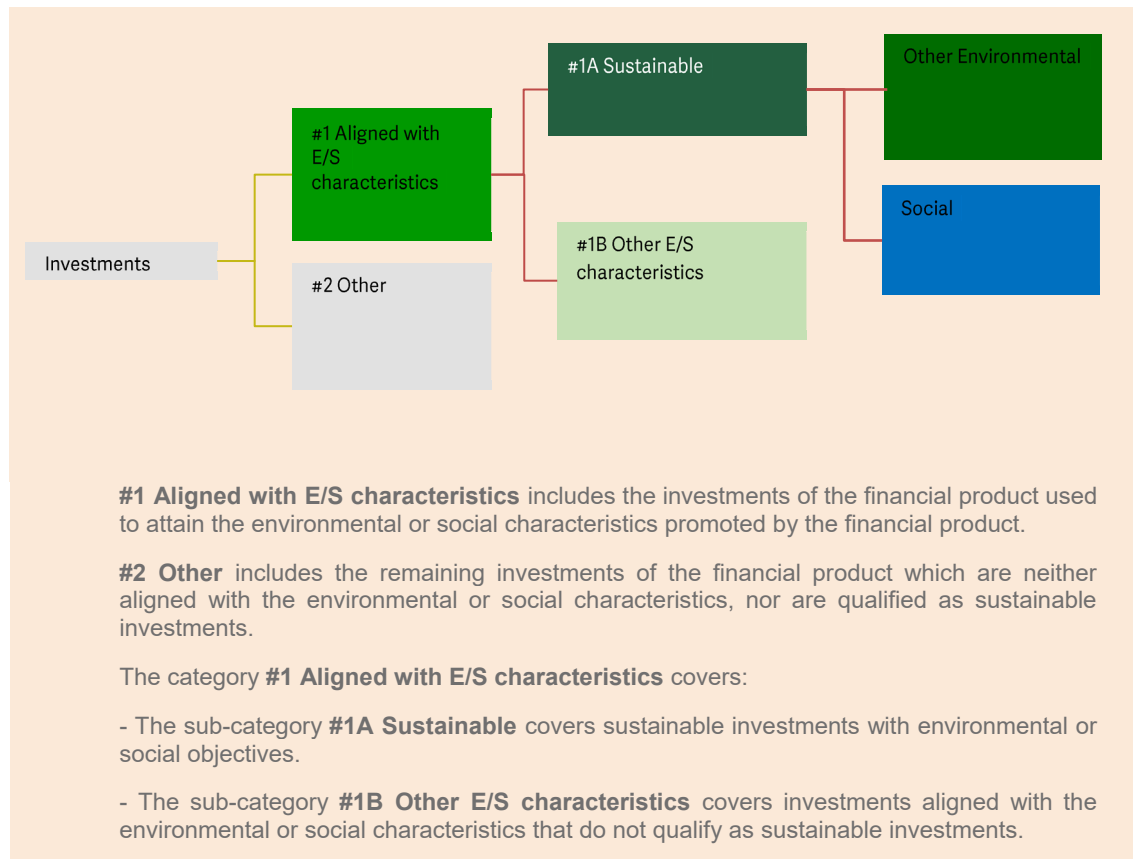 #1A Sustainable
Other Environmental
#1 Aligned with
E/S
characteristics
Social
#1B Other E/S
characteristics
Investments
#2 Other
#1 Aligned with E/S characteristics includes the investments of the financial product used
to attain the environmental or social characteristics promoted by the financial product.
#2 Other includes the remaining investments of the financial product which are neither
aligned with the environmental or social characteristics, nor are qualified as sustainable
investments.
The category #1 Aligned with E/S characteristics covers:
- The sub-category #1A Sustainable covers sustainable investments with environmental or
social objectives.
- The sub-category #1B Other E/S characteristics covers investments aligned with the
environmental or social characteristics that do not qualify as sustainable investments.